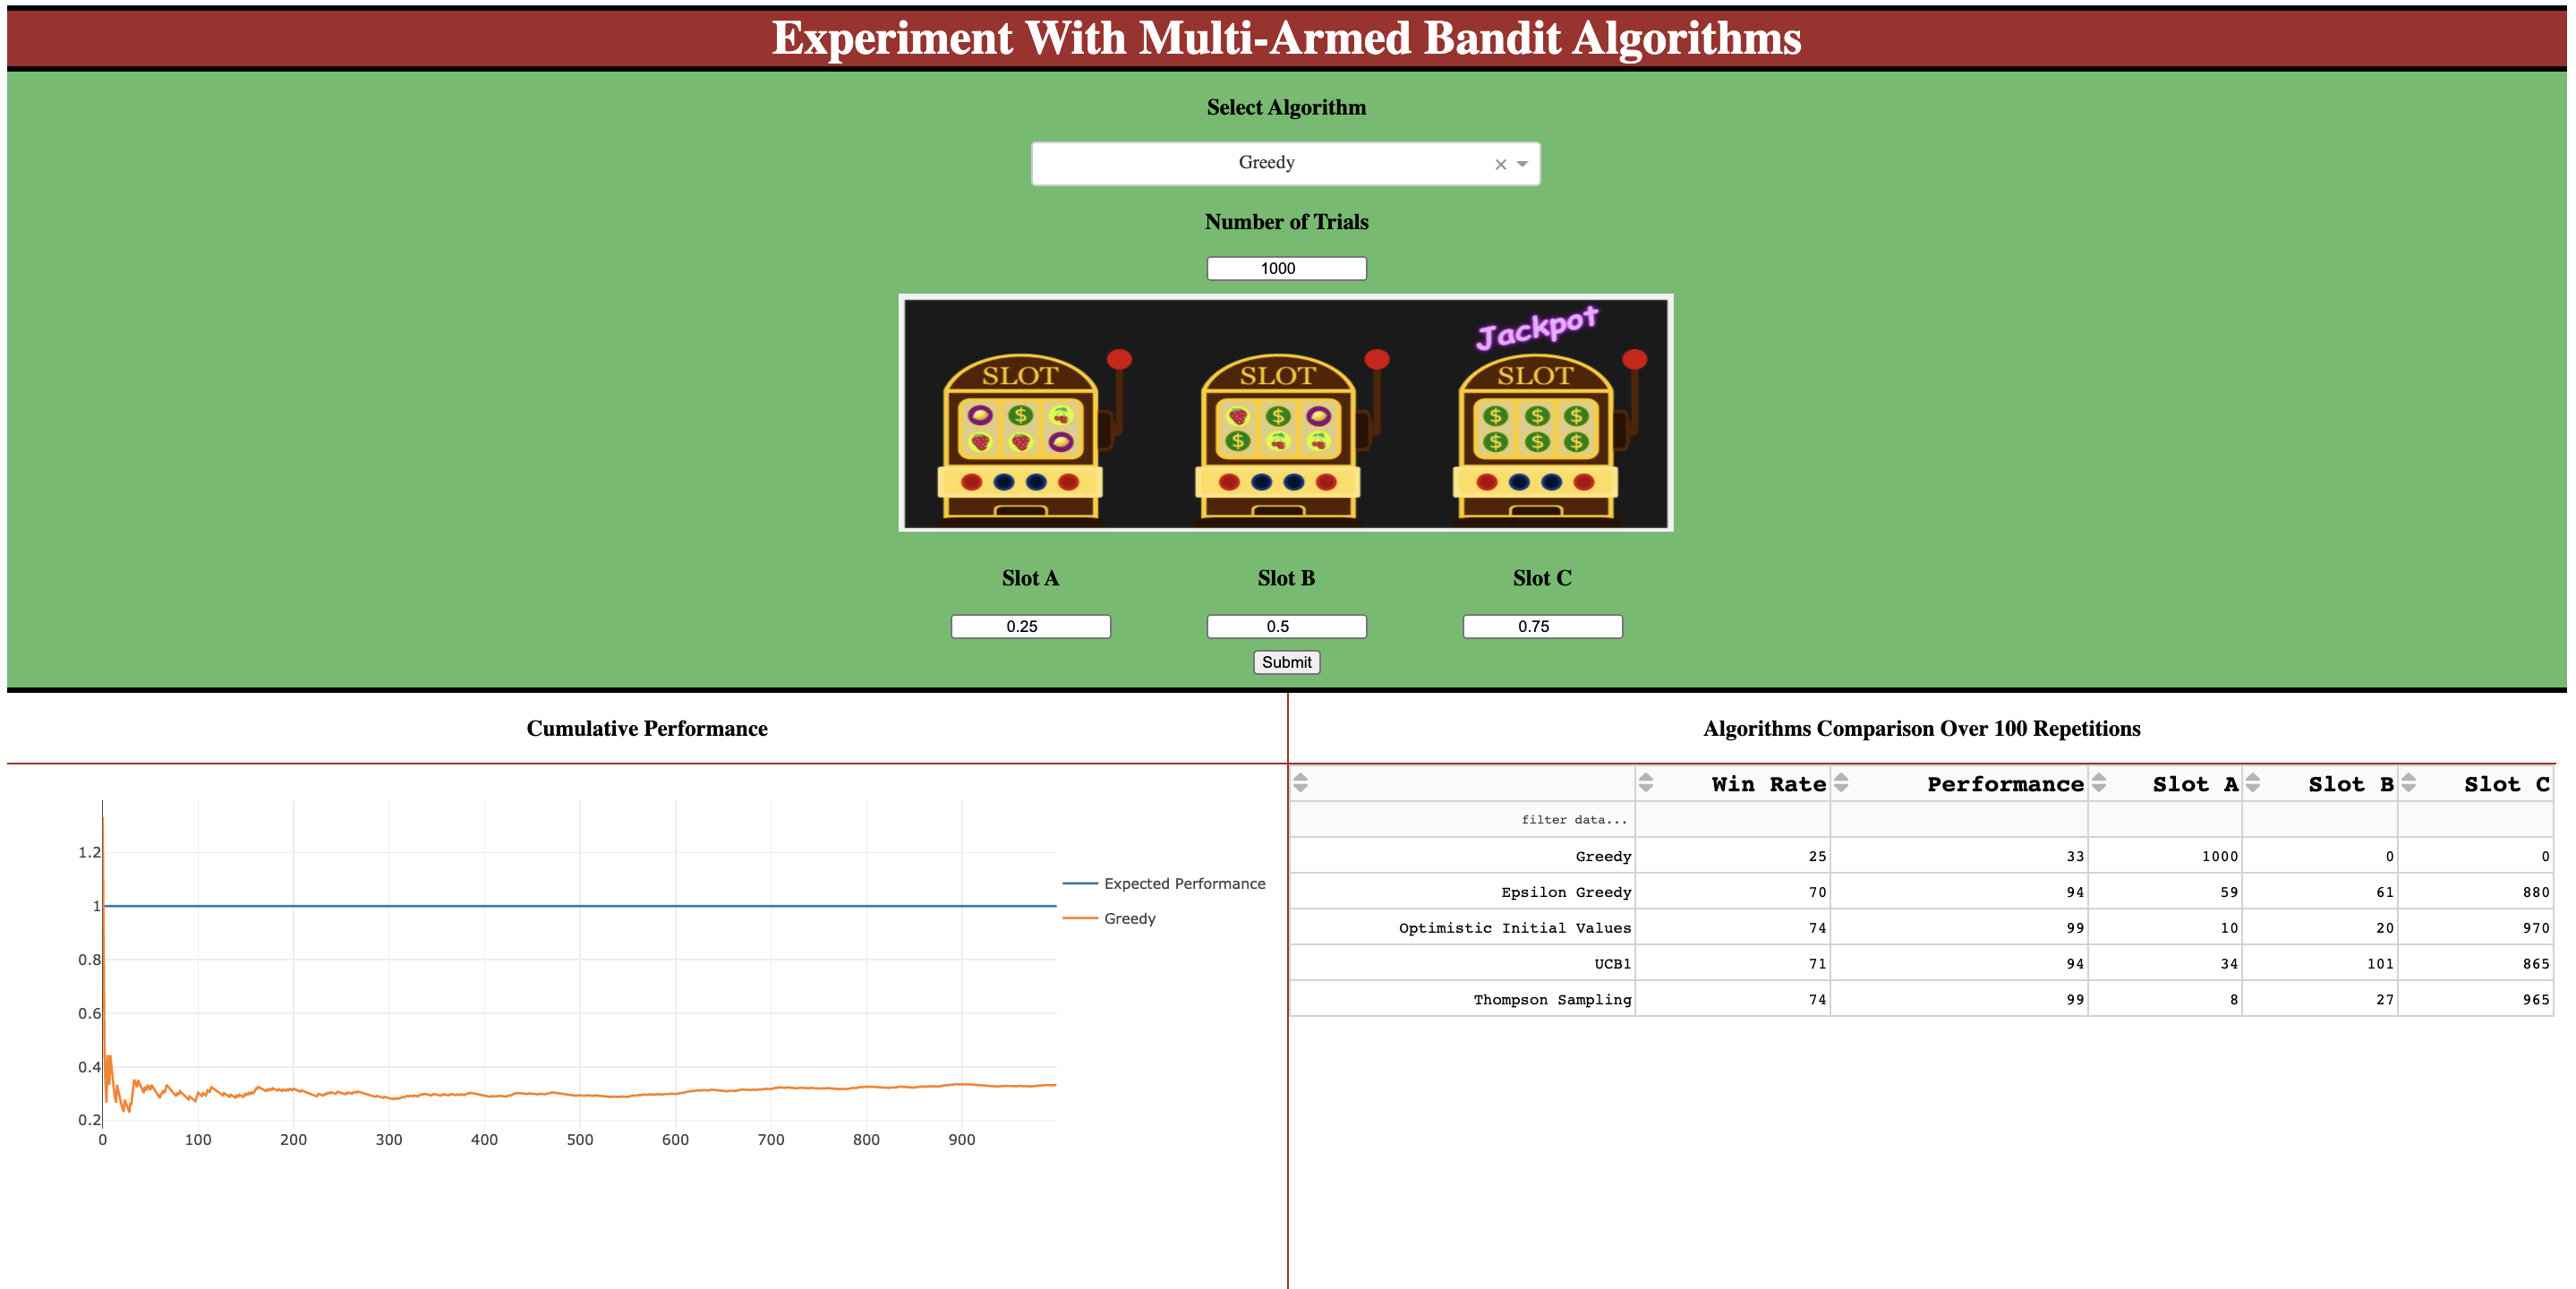 Experiment With Multi-Armed Bandit Algorithms
Select Algorithm
Greedy
Number of Trials
1000
Jackpot
SLOT SLOT SLOT
Slot A Slot B Slot C
0.25 0.5 0.75
Submit
Cumulative Performance
1.2
1
0.8
0.6
0.4
0.2
0 100 200 300 400 500 600 700 800 900
Expected Performance
Greedy
Algorithms Comparison Over 100 Repetitions
Win Rate Performance Slot A Slot B Slot C
filter data...
Greedy 25 33 1000 0 0
Epsilon Greedy 70 94 59 61 880
Optimistic Initial Values 74 99 10 20 970
UCB1 71 94 34 101 865
Thompson Sampling 74 99 8 27 965